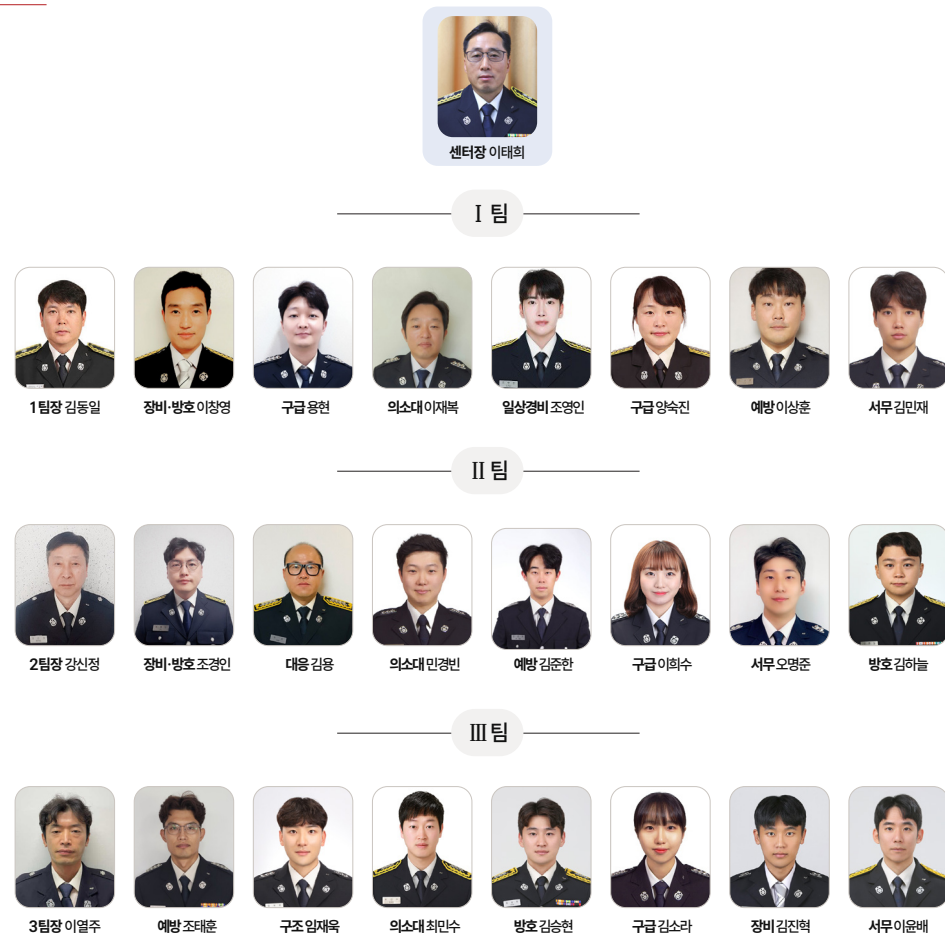 센터장 이태희
Ⅰ 팀
1팀장 김동일
장비·방호 이창영
구급 용현
의소대 이재복
일상경비 조영인
구급 양숙진
예방 이상훈
서무 김민재
Ⅱ 팀
2팀장 강신정
장비·방호 조경인
대응 김용
의소대 민경빈
예방 김준한
구급 이희수
서무 오명준
방호 김하늘
Ⅲ 팀
3팀장 이열주
예방 조태훈
구조 임재욱
의소대 최민수
방호 김승현
구급 김소라
장비 김진혁
서무 이윤배